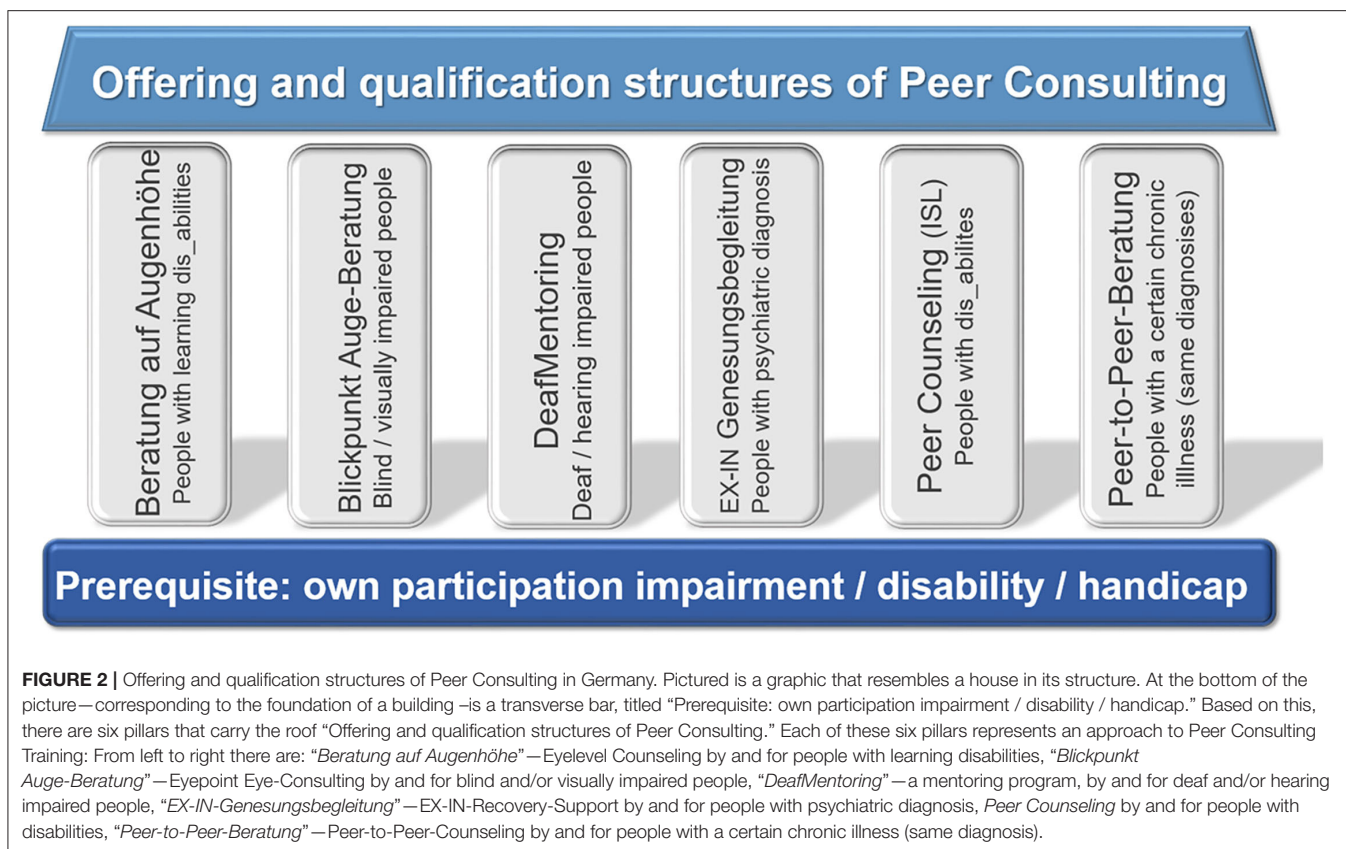 Offering and qualification structures of Peer Consulting
Beratung auf Augenhöhe
People with learning dis_abilities
Blickpunkt Auge-Beratung
Blind / visually impaired people
DeafMentoring
Deaf / hearing impaired people
EX-IN Genesungsbegleitung
People with psychiatric diagnosis
Peer Counseling (ISL)
People with dis_abilites
Peer-to-Peer-Beratung
People with a certain chronic
illlness (same diagnosises)
Prerequisite: own participation impairment / disability / handicap
FIGURE 2 | Offering and qualification structures of Peer Consulting in Germany. Pictured is a graphic that resembles a house in its structure. At the bottom of the
picture—corresponding to the foundation of a building –is a transverse bar, titled “Prerequisite: own participation impairment / disability / handicap.” Based on this,
there are six pillars that carry the roof “Offering and qualification structures of Peer Consulting.” Each of these six pillars represents an approach to Peer Consulting
Training: From left to right there are: “Beratung auf Augenhöhe”—Eyelevel Counseling by and for people with learning disabilities, “Blickpunkt
Auge-Beratung”—Eyepoint Eye-Consulting by and for blind and/or visually impaired people, “DeafMentoring”—a mentoring program, by and for deaf and/or hearing
impaired people, “EX-IN-Genesungsbegleitung”—EX-IN-Recovery-Support by and for people with psychiatric diagnosis, Peer Counseling by and for people with
disabilities, “Peer-to-Peer-Beratung”—Peer-to-Peer-Counseling by and for people with a certain chronic illness (same diagnosis).